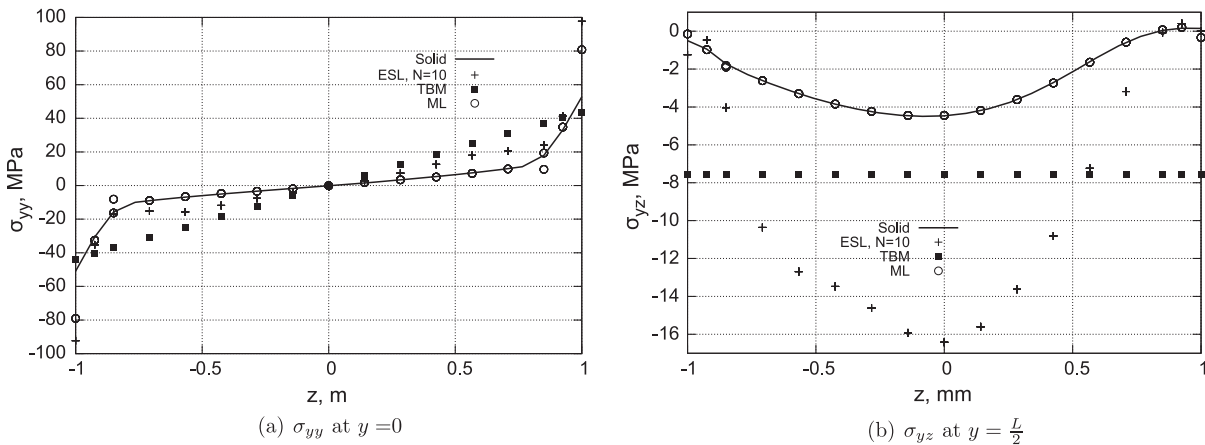 100
80
60
40
20
0
-20
-40
-60
-80
-100
σyy, MPa
Solid
ESL, N=10
TBM
ML
-1
-0.5
0
0.5
1
z, m
(a) σyy at y =0
0
-2
-4
-6
-8
-10
-12
-14
-16
σyz, MPa
Solid
ESL, N=10
TBM
ML
-1
-0.5
0
0.5
1
z, mm
(b) σyz at y = L/2